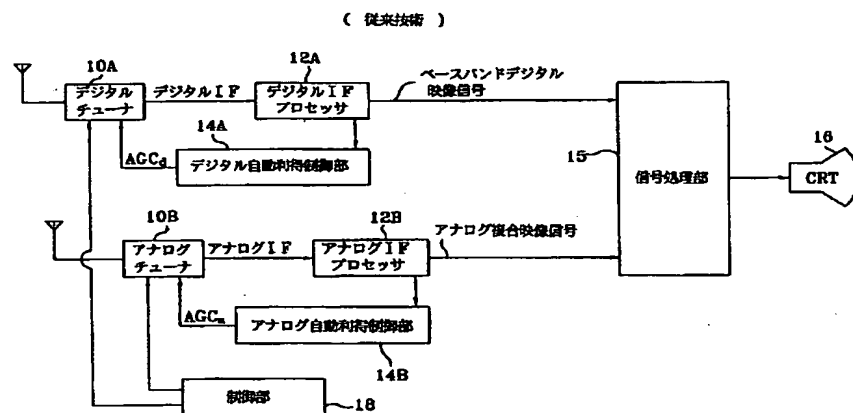 ( 従来技術 )
10A
デジタル
チューナ
デジタルIF
12A
デジタルIF
プロセッサ
ベースバンドデジタル
映像信号
14A
AGCd
デジタル自動利得制御部
15
信号処理部
16
CRT
10B
アナログ
チューナ
アナログIF
12B
アナログIF
プロセッサ
アナログ複合映像信号
AGCa
アナログ自動利得制御部
14B
制御部
18